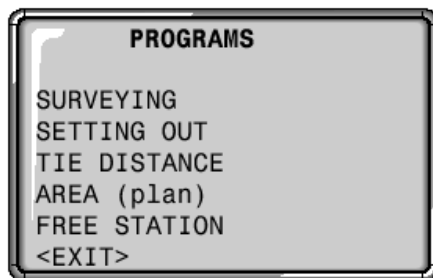 PROGRAMS
SURVEYING
SETTING OUT
TIE DISTANCE
AREA (plan)
FREE STATION
<EXIT>